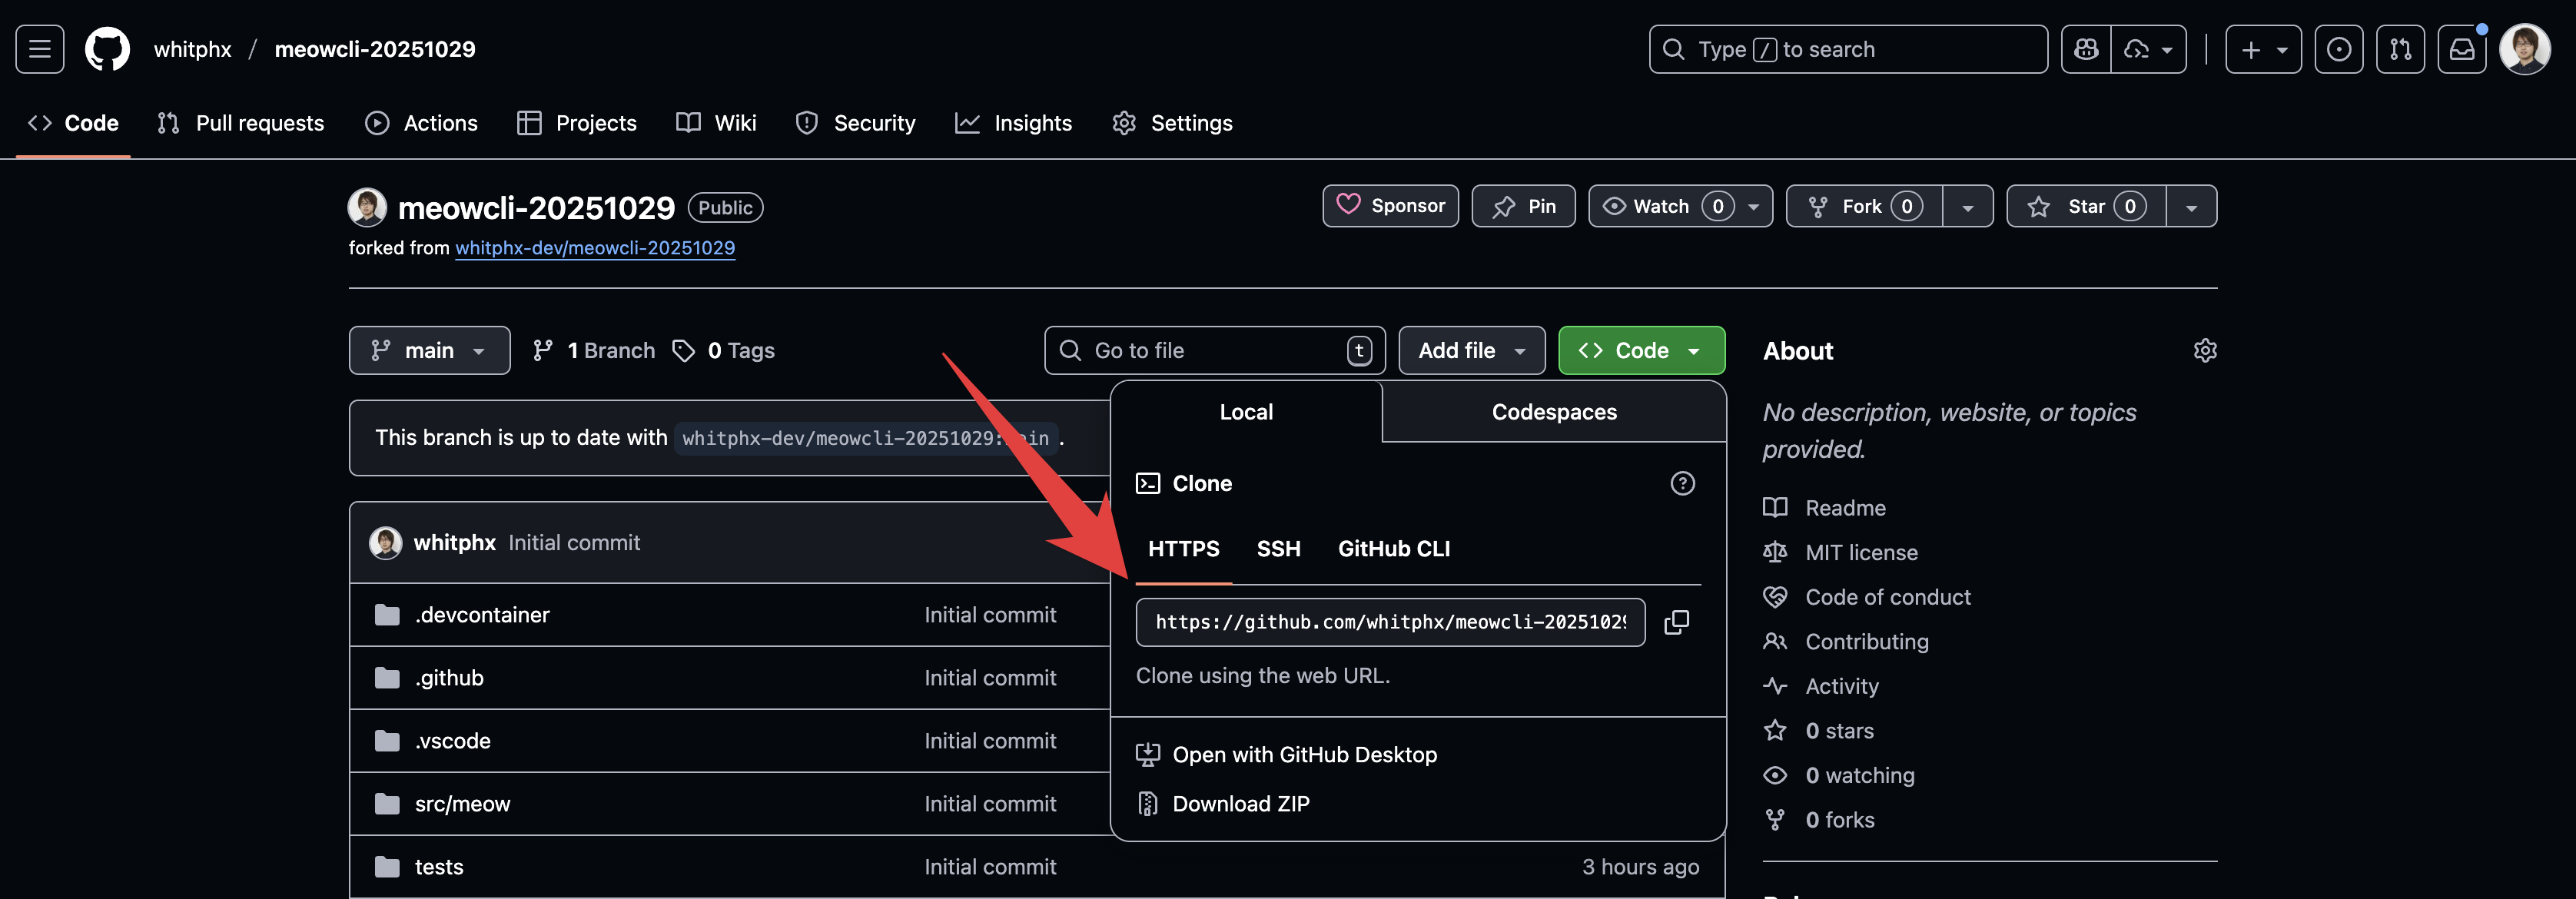 whitphx / meowcli-20251029
Type / to search
Code Pull requests Actions Projects Wiki Security Insights Settings
meowcli-20251029 Public
Sponsor Pin Watch 0 Fork 0 Star 0
forked from whitphx-dev/meowcli-20251029
main 1 Branch 0 Tags Go to file t Add file Code
About
Local Codespaces
No description, website, or topics
provided.
This branch is up to date with whitphx-dev/meowcli-20251029: in .
Clone
Readme
whitphx Initial commit
HTTPS SSH GitHub CLI
MIT license
.devcontainer Initial commit
https://github.com/whitphx/meowcli-2025102
Code of conduct
Contributing
.github Initial commit
Clone using the web URL.
Activity
0 stars
.vscode Initial commit
Open with GitHub Desktop
0 watching
src/meow Initial commit
Download ZIP
0 forks
tests Initial commit 3 hours ago